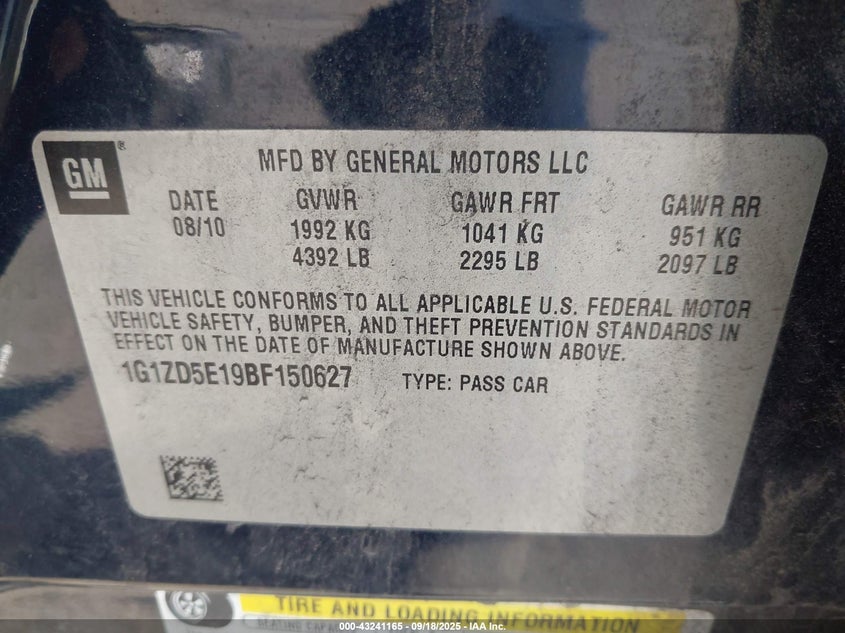 GM
MFD BY GENERAL MOTORS LLC
DATE GVWR GAWR FRT GAWR RR
08/10 1992 KG 1041 KG 951 KG
4392 LB 2295 LB 2097 LB
THIS VEHICLE CONFORMS TO ALL APPLICABLE U.S. FEDERAL MOTOR
VEHICLE SAFETY, BUMPER, AND THEFT PREVENTION STANDARDS IN
EFFECT ON THE DATE OF MANUFACTURE SHOWN ABOVE.
1G1ZD5E19BF150627 TYPE: PASS CAR
TIRE AND LOADING INFORMATION
SEATING CAPACITY
000-43241165 - 09/18/2025 - IAA Inc.